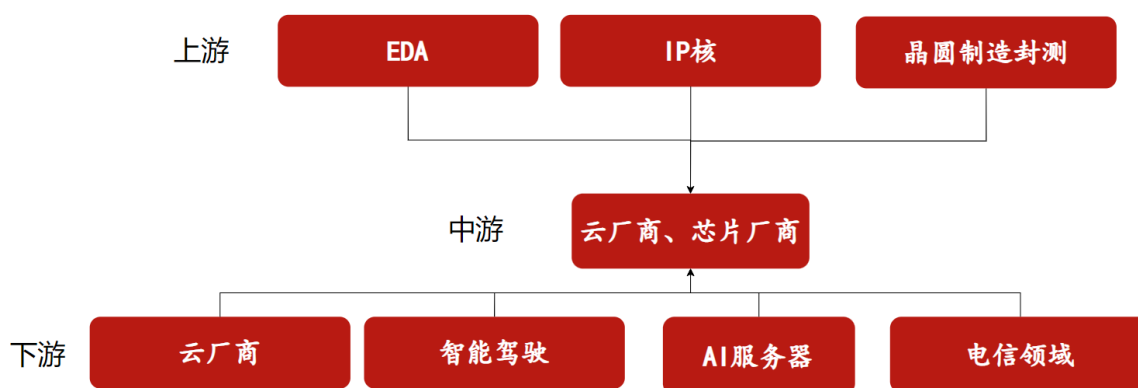 上游
EDA
IP核
晶圆制造封测
中游
云厂商、芯片厂商
下游
云厂商
智能驾驶
AI服务器
电信领域